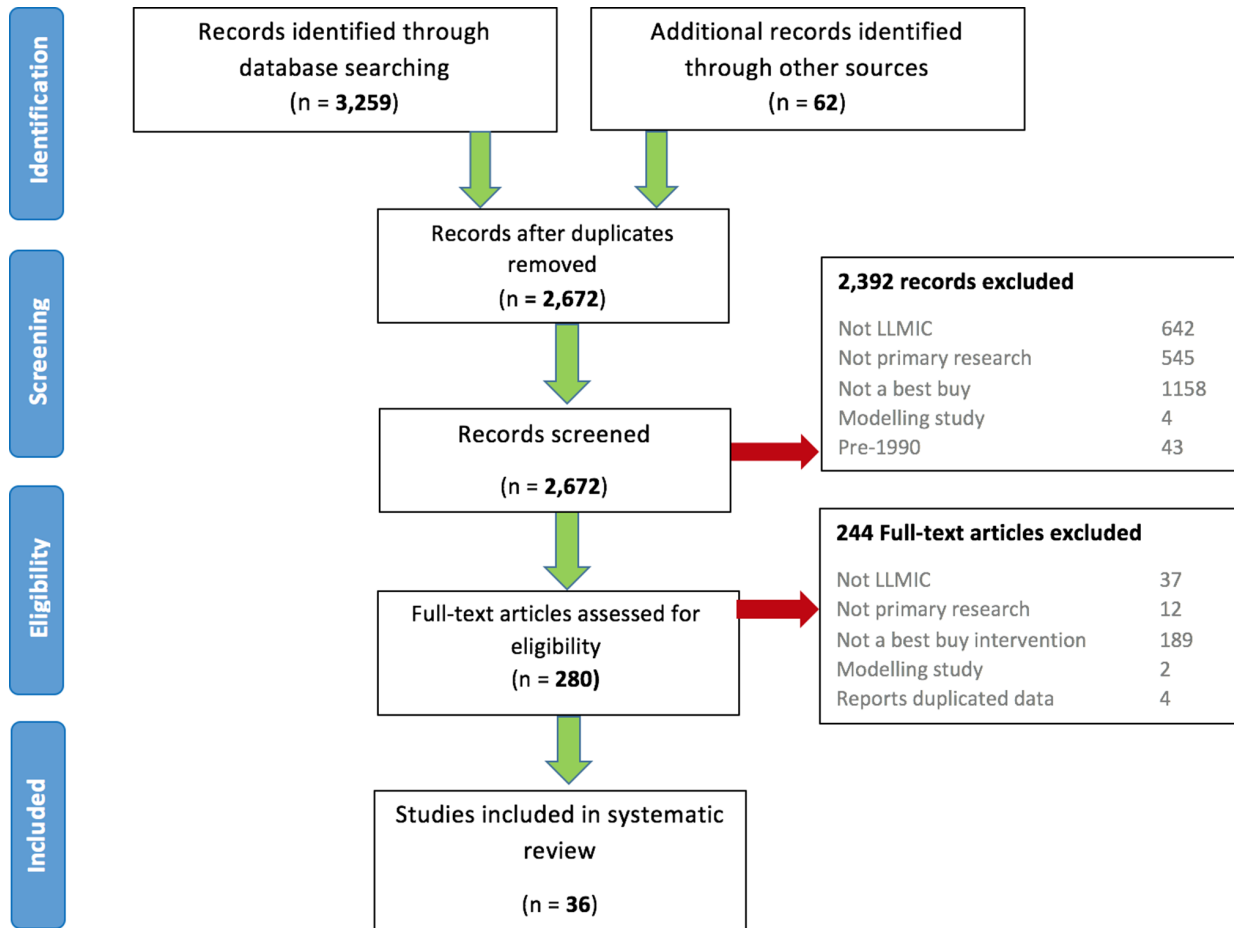 Identification
Records identified through
database searching
(n = 3,259)
Additional records identified
through other sources
(n = 62)
Records after duplicates
removed
(n = 2,672)
Screening
2,392 records excluded
Not LLMIC 642
Not primary research 545
Not a best buy 1158
Modelling study 4
Pre-1990 43
Records screened
(n = 2,672)
Eligibility
244 Full-text articles excluded
Not LLMIC 37
Not primary research 12
Not a best buy intervention 189
Modelling study 2
Reports duplicated data 4
Full-text articles assessed for
eligibility
(n = 280)
Included
Studies included in systematic
review
(n = 36)